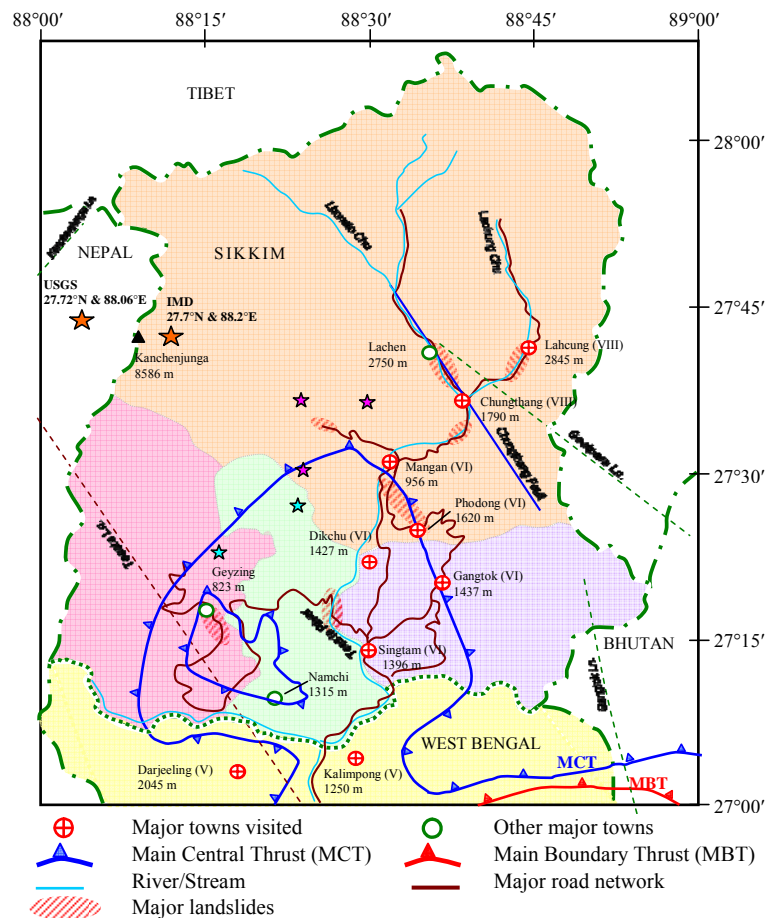 88°00′ 88°15′ 88°30′ 88°45′ 89°00′
TIBET
28°00′
NEPAL
SIKKIM
USGS
27.72°N & 88.06°E
IMD
27.7°N & 88.2°E
27°45′
Kanchenjunga
8586 m
Lachen
2750 m
Lahcung (VIII)
2845 m
Chungthang (VIII)
1790 m
Chungthang Fault
Lachung Chu
Mangan (VI)
956 m
27°30′
Phodong (VI)
1620 m
Dikchu (VI)
1427 m
Geyzing
823 m
Gangtok (VI)
1437 m
Singtam (VI)
1396 m
27°15′
BHUTAN
Namchi
1315 m
WEST BENGAL
MCT
MBT
Darjeeling (V)
2045 m
Kalimpong (V)
1250 m
27°00′
Major towns visited
Other major towns
Main Central Thrust (MCT)
Main Boundary Thrust (MBT)
River/Stream
Major road network
Major landslides